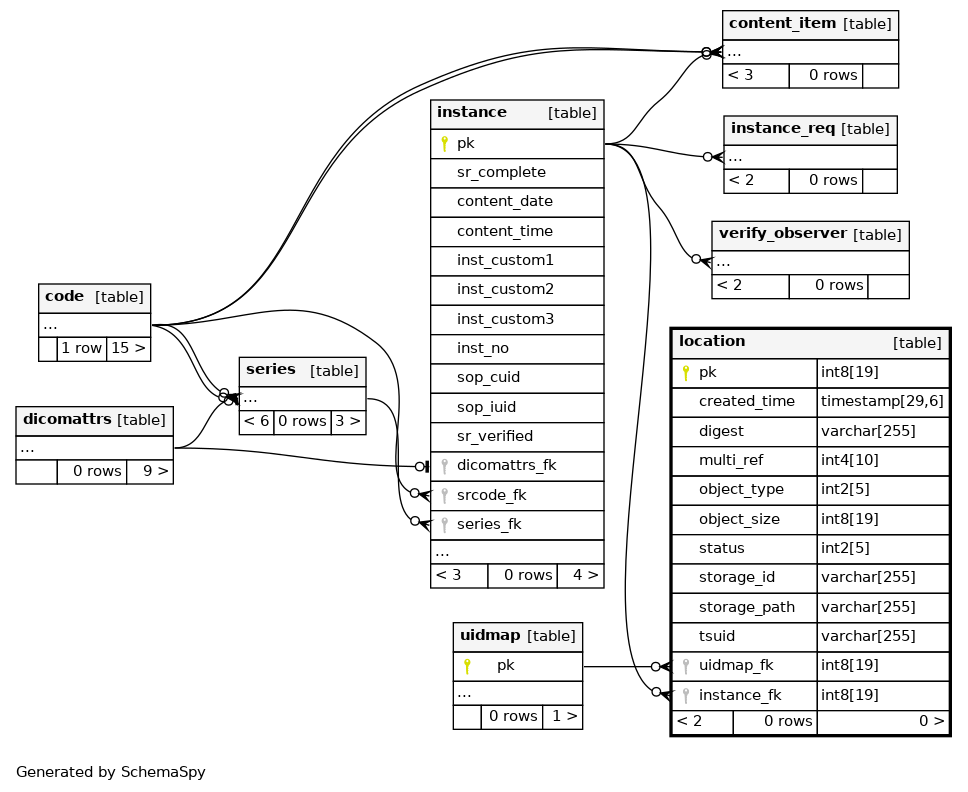 content_item [table]
...
< 3 0 rows
instance [table]
pk
sr_complete
content_date
content_time
inst_custom1
inst_custom2
inst_custom3
inst_no
sop_cuid
sop_iuid
sr_verified
dicomattrs_fk
srcode_fk
series_fk
...
< 3 0 rows 4 >
instance_req [table]
...
< 2 0 rows
verify_observer [table]
...
< 2 0 rows
code [table]
...
1 row 15 >
series [table]
...
< 6 0 rows 3 >
dicomattrs [table]
...
0 rows 9 >
location [table]
pk int8[19]
created_time timestamp[29,6]
digest varchar[255]
multi_ref int4[10]
object_type int2[5]
object_size int8[19]
status int2[5]
storage_id varchar[255]
storage_path varchar[255]
tsuid varchar[255]
uidmap_fk int8[19]
instance_fk int8[19]
< 2 0 rows 0 >
uidmap [table]
pk
...
0 rows 1 >
Generated by SchemaSpy